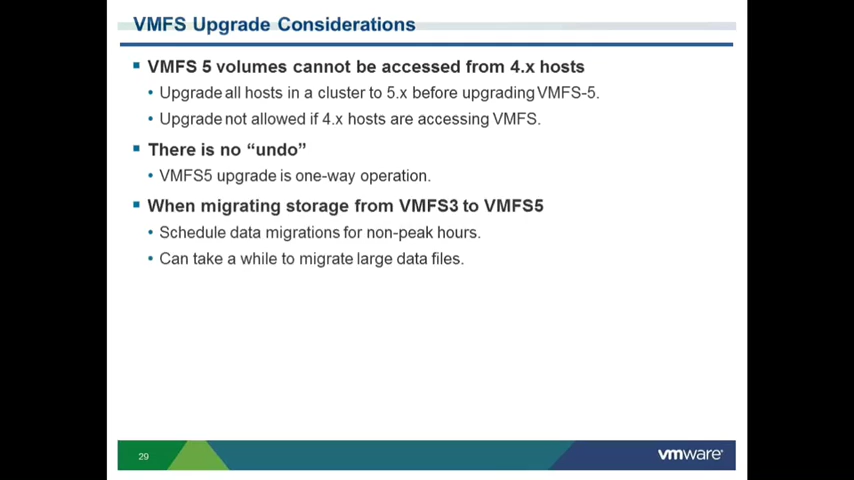 VMFS Upgrade Considerations
VMFS 5 volumes cannot be accessed from 4.x hosts
Upgrade all hosts in a cluster to 5.x before upgrading VMFS-5.
Upgrade not allowed if 4.x hosts are accessing VMFS.
There is no “undo”
VMFS5 upgrade is one-way operation.
When migrating storage from VMFS3 to VMFS5
Schedule data migrations for non-peak hours.
Can take a while to migrate large data files.
29
vmware